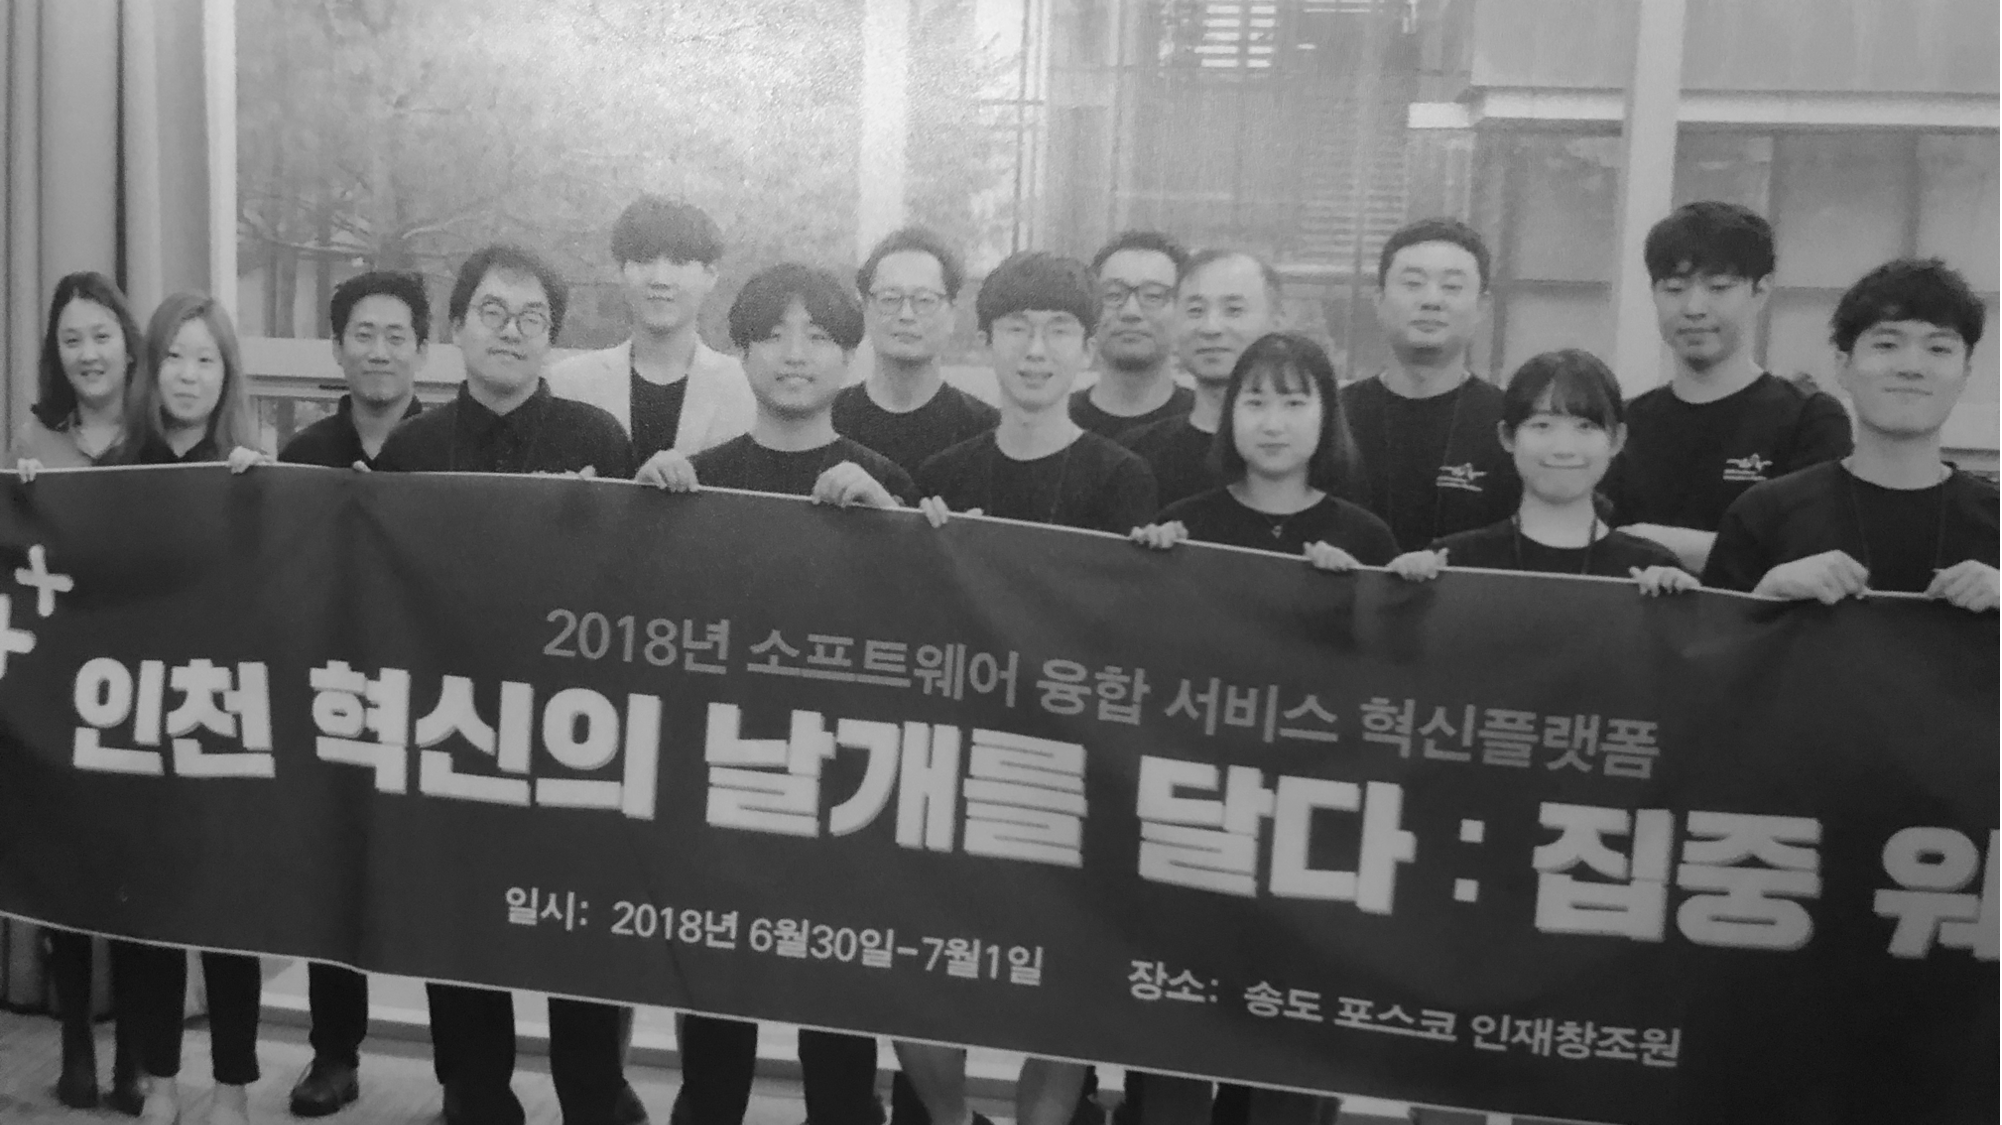 2018년 소프트웨어 융합 서비스 혁신플랫폼
인천 혁신의 날개를 달다 : 집중 워
일시: 2018년 6월30일-7월1일 장소: 송도 포스코 인재창조원